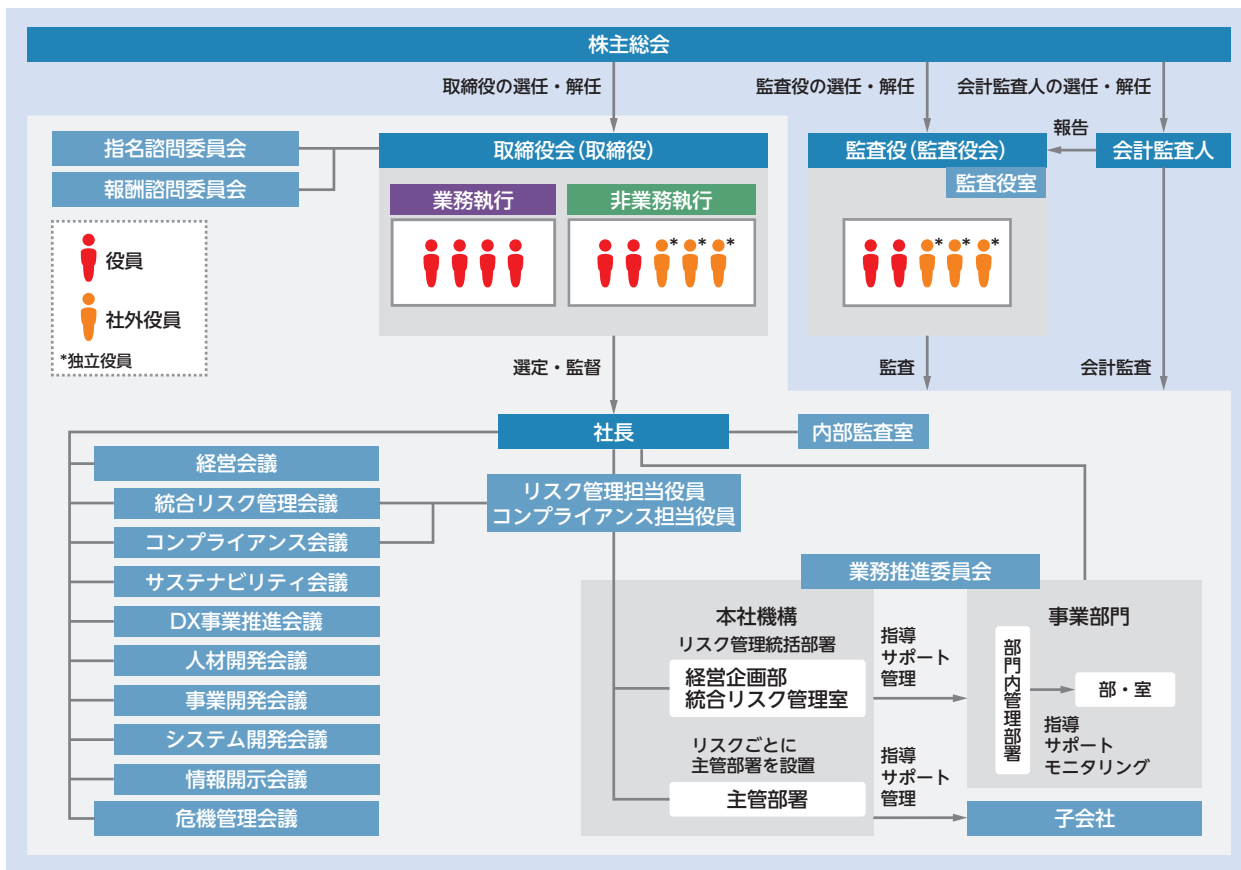 株主総会
取締役の選任・解任
監査役の選任・解任
会計監査人の選任・解任
指名諮問委員会
報酬諮問委員会
取締役会(取締役)
監査役(監査役会)
報告
会計監査人
監査役室
業務執行
非業務執行
***
***
役員
社外役員
*独立役員
選定・監督
監査
会計監査
社長
内部監査室
経営会議
統合リスク管理会議
コンプライアンス会議
サステナビリティ会議
DX事業推進会議
人材開発会議
事業開発会議
システム開発会議
情報開示会議
危機管理会議
リスク管理担当役員
コンプライアンス担当役員
業務推進委員会
本社機構
リスク管理統括部署
経営企画部
統合リスク管理室
リスクごとに
主管部署を設置
主管部署
指導
サポート
管理
指導
サポート
管理
事業部門
部門内管理部署
部・室
指導
サポート
モニタリング
子会社